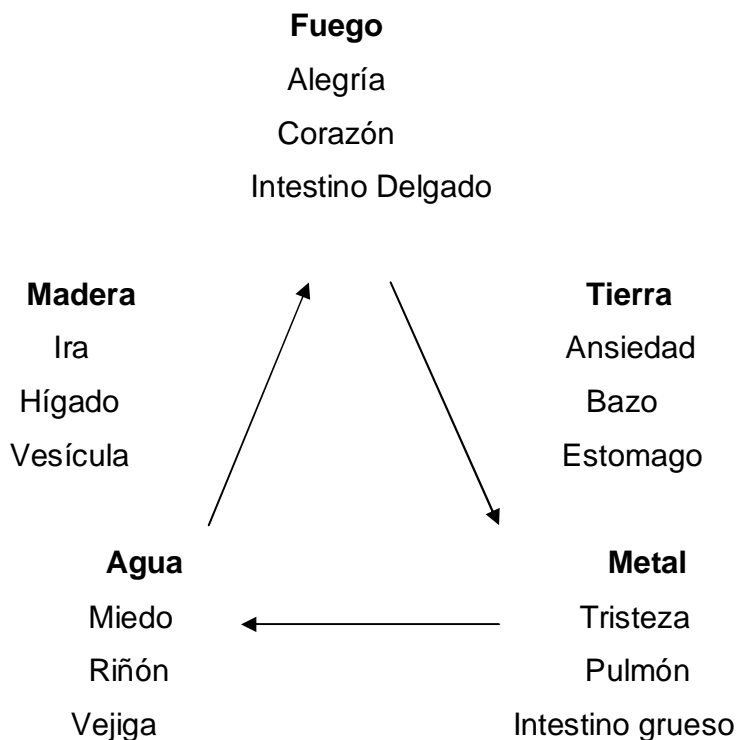 Fuego
Alegría
Corazón
Intestino Delgado
Madera
Ira
Hígado
Vesícula
Tierra
Ansiedad
Bazo
Estomago
Agua
Miedo
Riñón
Vejiga
Metal
Tristeza
Pulmón
Intestino grueso